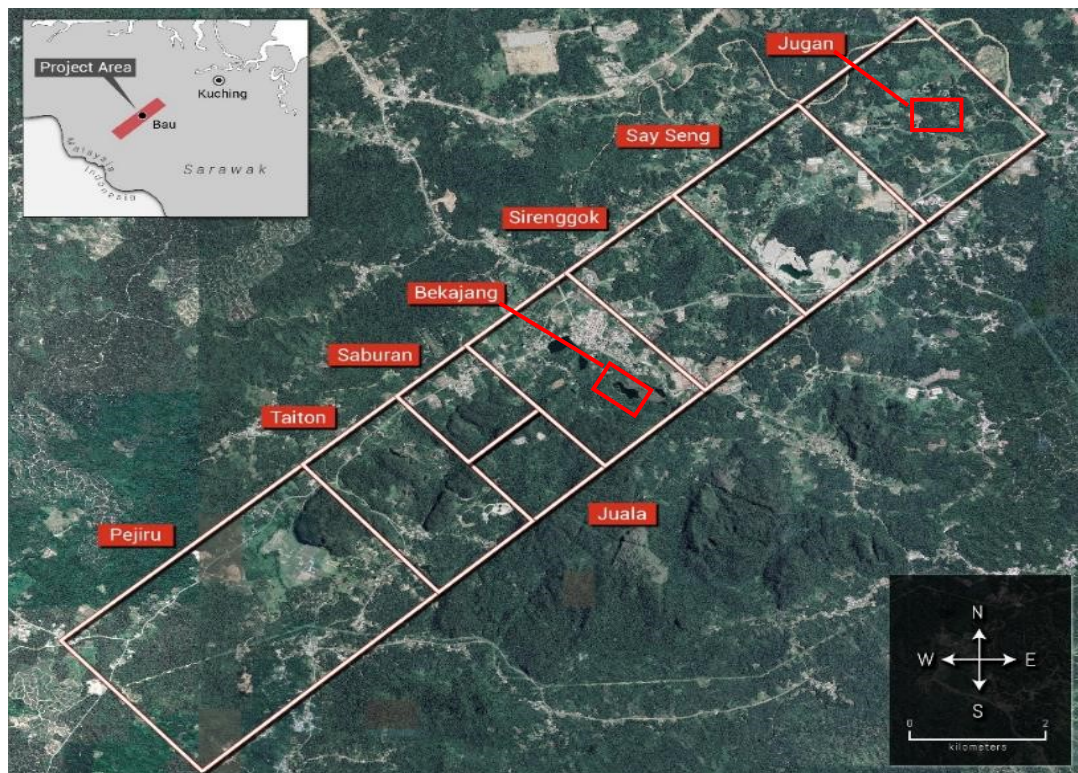 Project Area
Kuching
Bau
Sarawak
Malaysia
Indonesia
Jugan
Say Seng
Sirenggok
Bekajang
Saburan
Taiton
Pejiru
Juala
N
W
E
S
0
2
kilometers